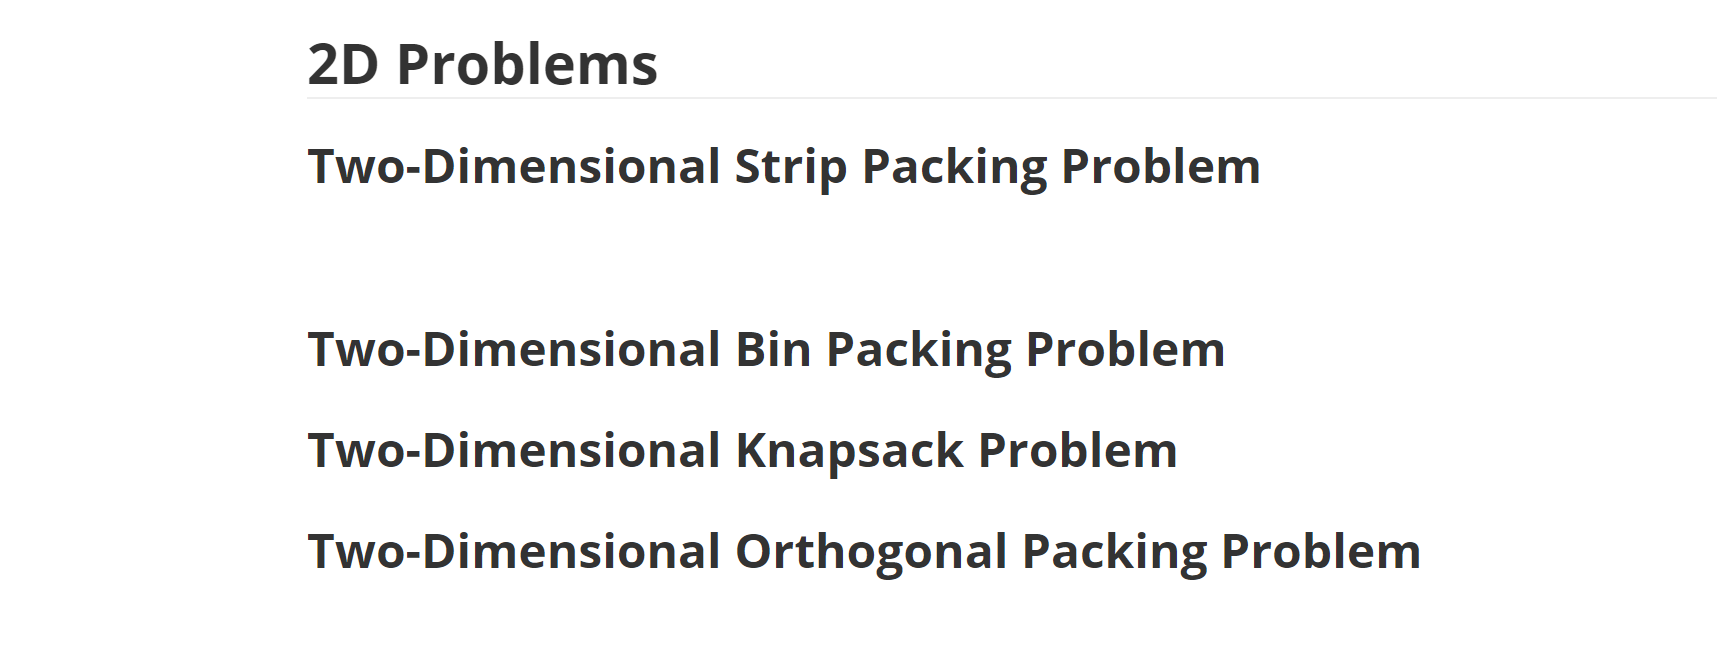 2D Problems
Two-Dimensional Strip Packing Problem
Two-Dimensional Bin Packing Problem
Two-Dimensional Knapsack Problem
Two-Dimensional Orthogonal Packing Problem